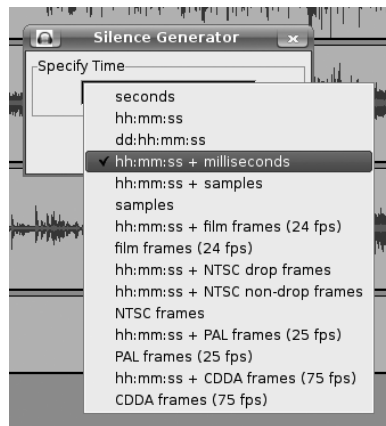 Silence Generator
Specify Time
seconds
hh:mm:ss
dd:hh:mm:ss
hh:mm:ss + milliseconds
hh:mm:ss + samples
samples
hh:mm:ss + film frames (24 fps)
film frames (24 fps)
hh:mm:ss + NTSC drop frames
hh:mm:ss + NTSC non-drop frames
NTSC frames
hh:mm:ss + PAL frames (25 fps)
PAL frames (25 fps)
hh:mm:ss + CDDA frames (75 fps)
CDDA frames (75 fps)